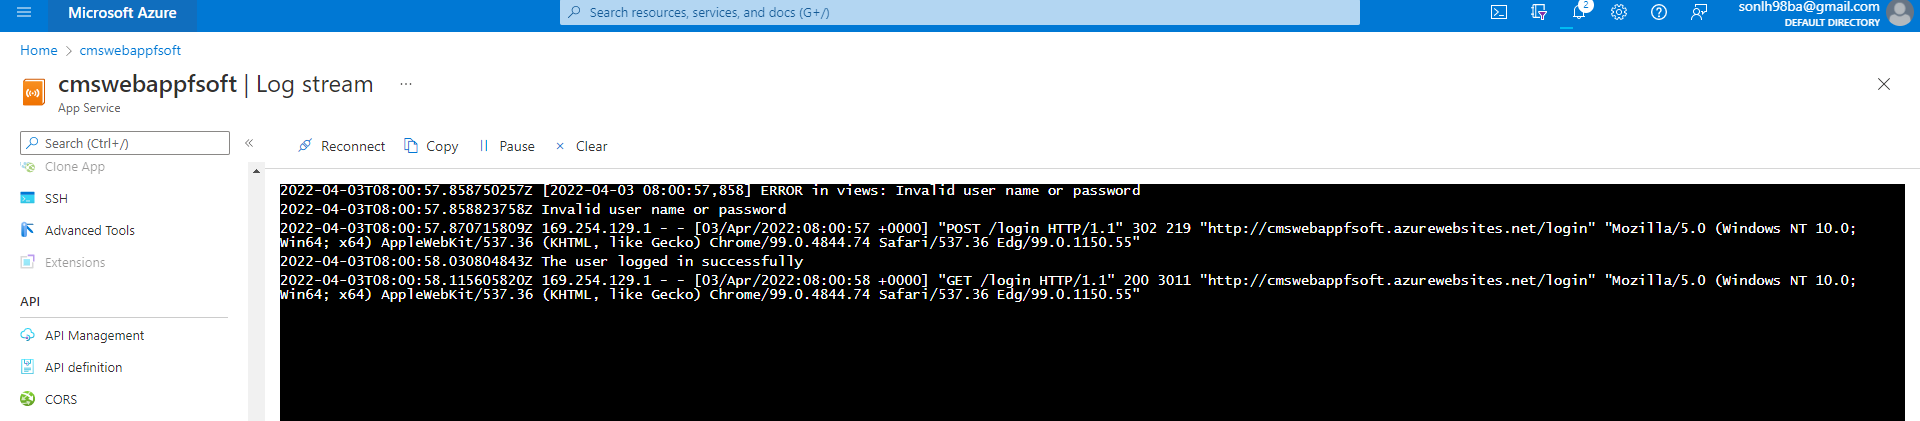 Microsoft Azure
Search resources, services, and docs (G+/)
2
sonlh98ba@gmail.com
DEFAULT DIRECTORY
Home > cmswebappfsoft
cmswebappfsoft | Log stream ...
App Service
Search (Ctrl+/)
«
Reconnect
Copy
Pause
Clear
Clone App
SSH
Advanced Tools
Extensions
API
API Management
API definition
CORS
2022-04-03T08:00:57.858750257Z [2022-04-03 08:00:57,858] ERROR in views: Invalid user name or password
2022-04-03T08:00:57.858823758Z Invalid user name or password
2022-04-03T08:00:57.870715809Z 169.254.129.1 - - [03/Apr/2022:08:00:57 +0000] "POST /login HTTP/1.1" 302 219 "http://cmswebappfsoft.azurewebsites.net/login" "Mozilla/5.0 (Windows NT 10.0;
Win64; x64) AppleWebKit/537.36 (KHTML, like Gecko) Chrome/99.0.4844.74 Safari/537.36 Edg/99.0.1150.55"
2022-04-03T08:00:58.030804843Z The user logged in successfully
2022-04-03T08:00:58.115605820Z 169.254.129.1 - - [03/Apr/2022:08:00:58 +0000] "GET /login HTTP/1.1" 200 3011 "http://cmswebappfsoft.azurewebsites.net/login" "Mozilla/5.0 (Windows NT 10.0;
Win64; x64) AppleWebKit/537.36 (KHTML, like Gecko) Chrome/99.0.4844.74 Safari/537.36 Edg/99.0.1150.55"